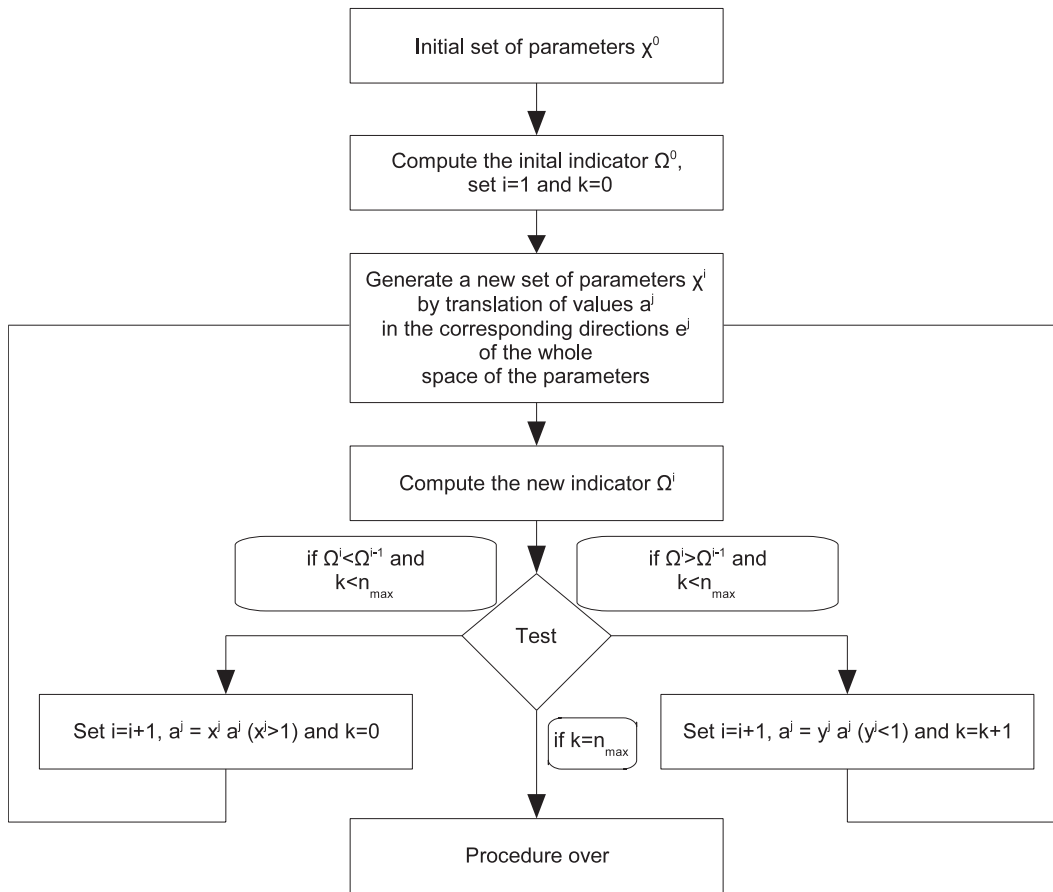 Initial set of parameters χ⁰
Compute the inital indicator Ω⁰,
set i=1 and k=0
Generate a new set of parameters χⁱ
by translation of values aʲ
in the corresponding directions eʲ
of the whole
space of the parameters
Compute the new indicator Ωⁱ
if Ωⁱ<Ωⁱ⁻¹ and
k<n_max
if Ωⁱ>Ωⁱ⁻¹ and
k<n_max
Test
Set i=i+1, aʲ = xʲ aʲ (xʲ>1) and k=0
if k=n_max
Set i=i+1, aʲ = yʲ aʲ (yʲ<1) and k=k+1
Procedure over